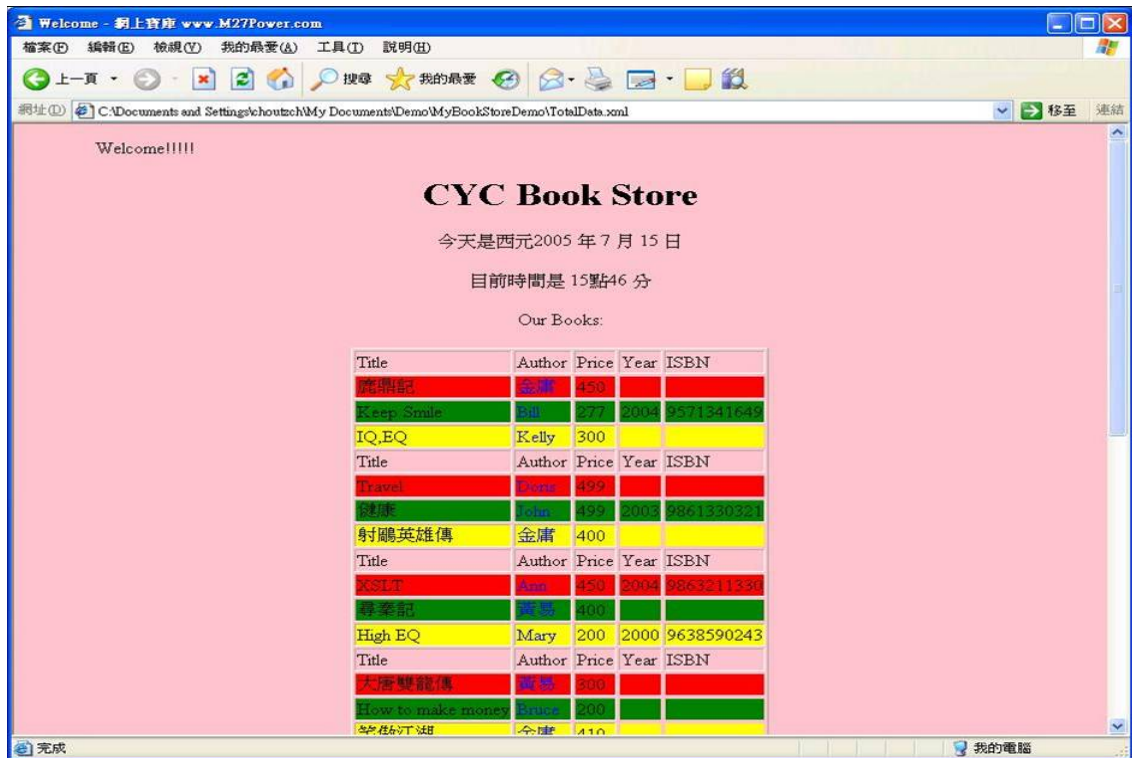 Welcome - 網上寶庫 www.M27Power.com
檔案(F) 編輯(E) 檢視(V) 我的最愛(A) 工具(T) 說明(H)
上一頁 搜尋 我的最愛
網址(D) C:\Documents and Settings\choutzch\My Documents\Demo\MyBookStoreDemo\TotalData.xml 移至 連結
Welcome!!!!!
CYC Book Store
今天是西元2005 年 7 月 15 日
目前時間是 15點46 分
Our Books:
Title Author Price Year ISBN
鹿鼎記 金庸 450
Keep Smile Bill 277 2004 9571341649
IQ,EQ Kelly 300
Title Author Price Year ISBN
Travel Doris 499
健康 John 499 2003 9861330321
射鵰英雄傳 金庸 400
Title Author Price Year ISBN
XSLT Ann 450 2004 9863211330
尋秦記 黃易 400
High EQ Mary 200 2000 9638590243
Title Author Price Year ISBN
大唐雙龍傳 黃易 300
How to make money Bruce 200
笑傲江湖 金庸 410
完成 我的電腦